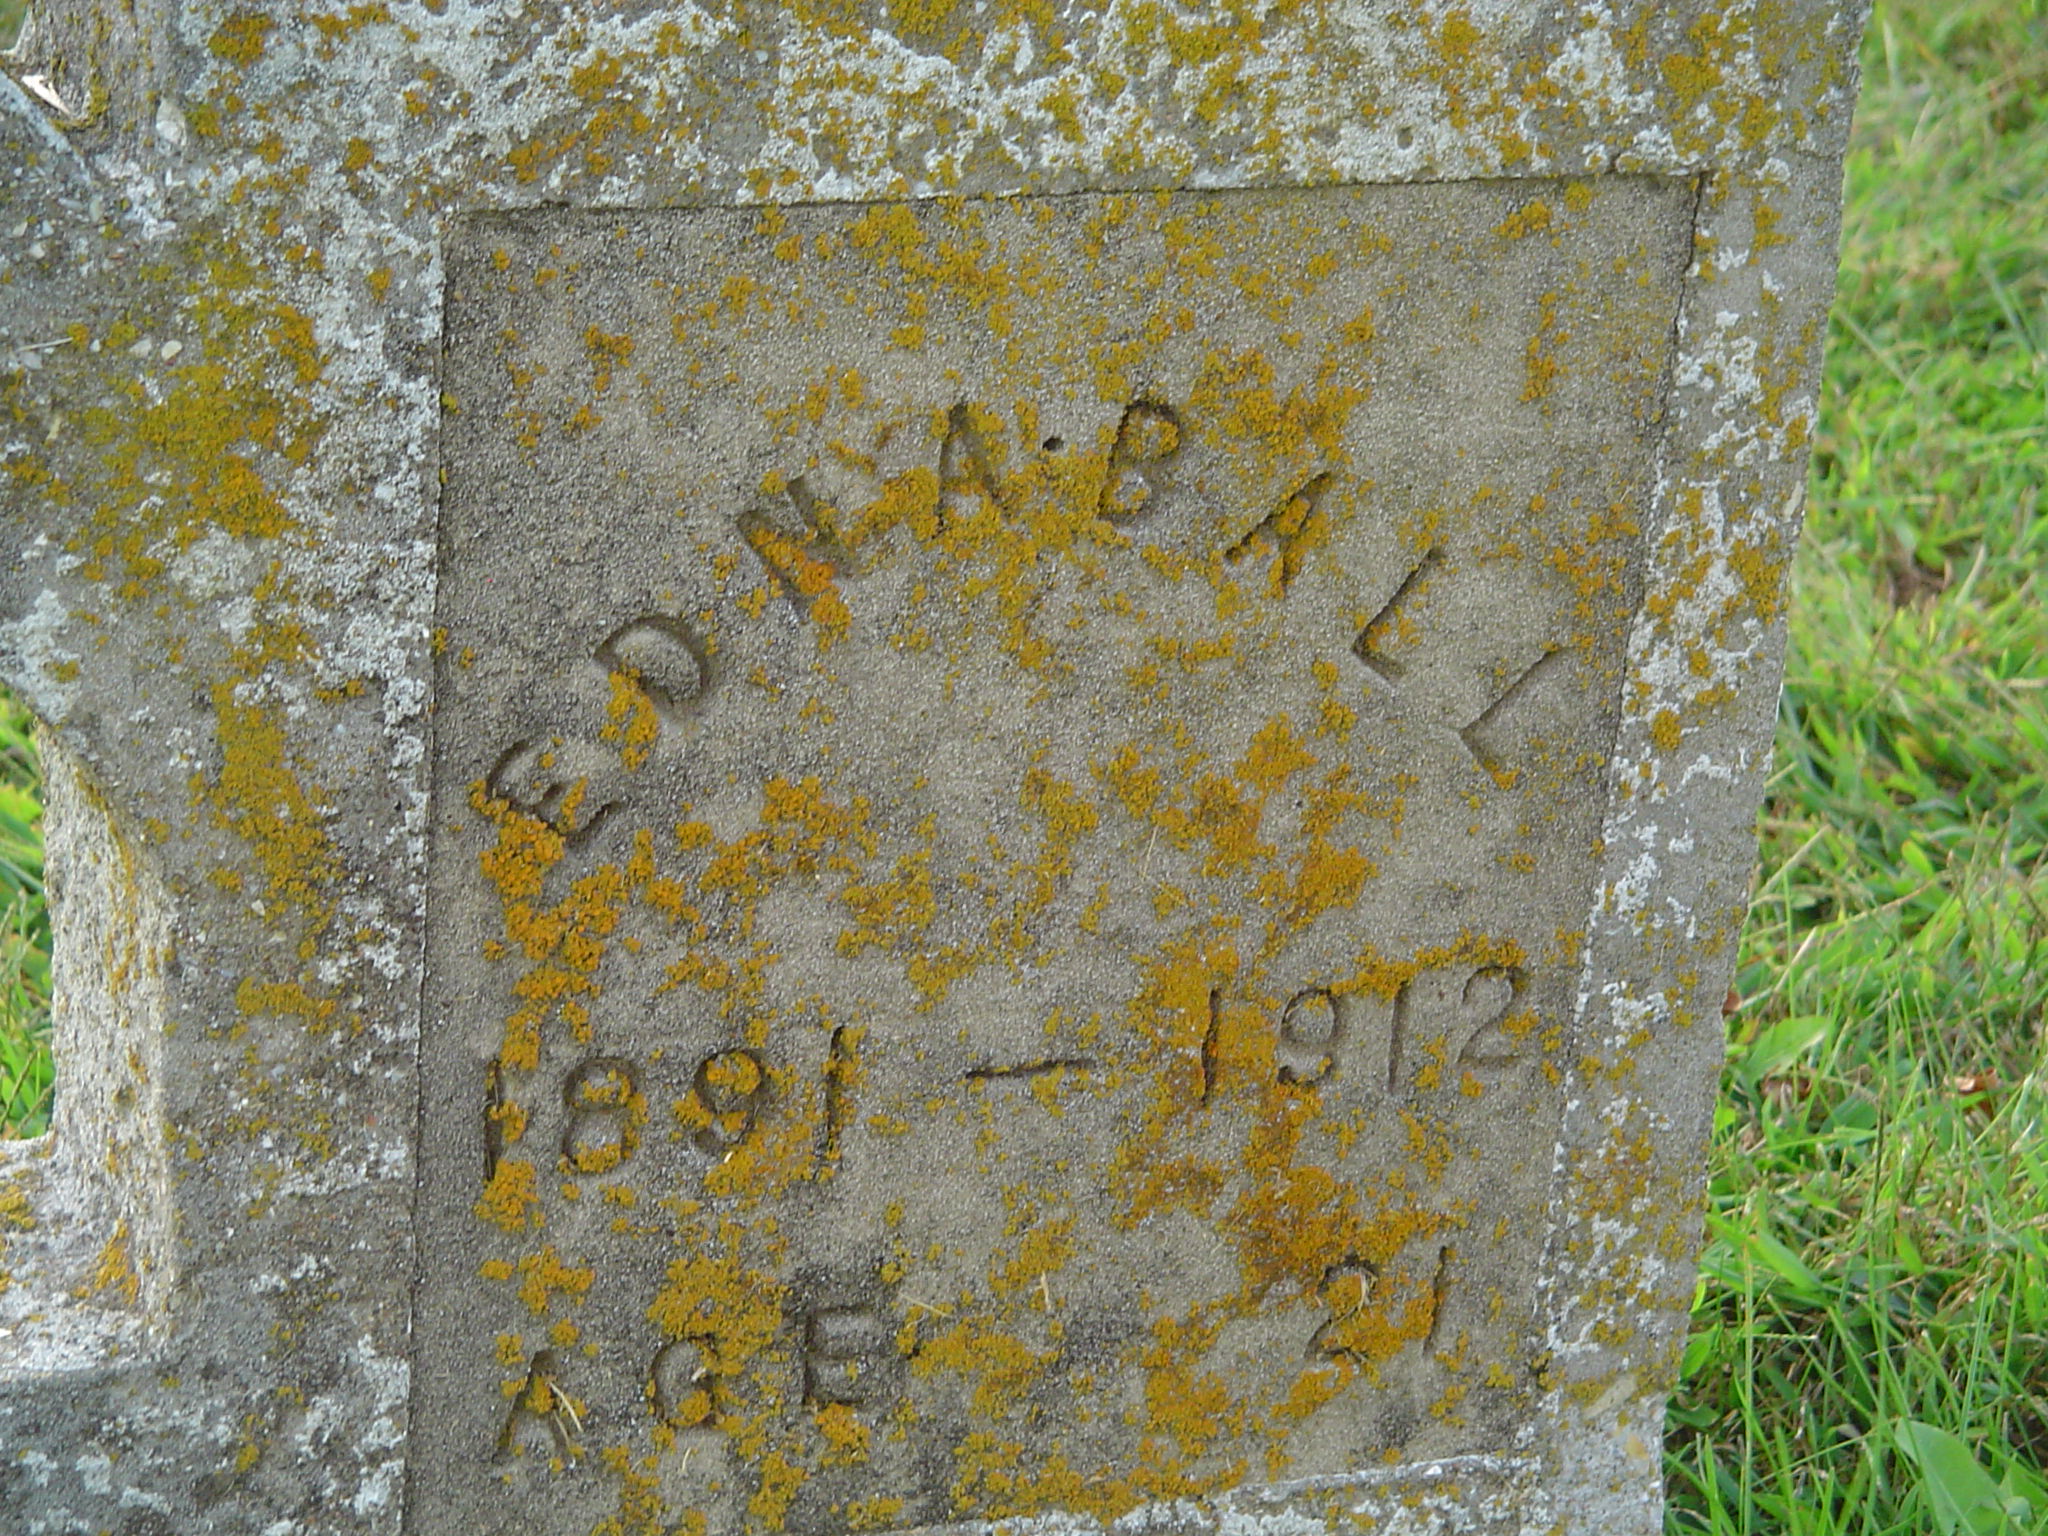 EDNA. BALL
1891 — 1912
AGE 21